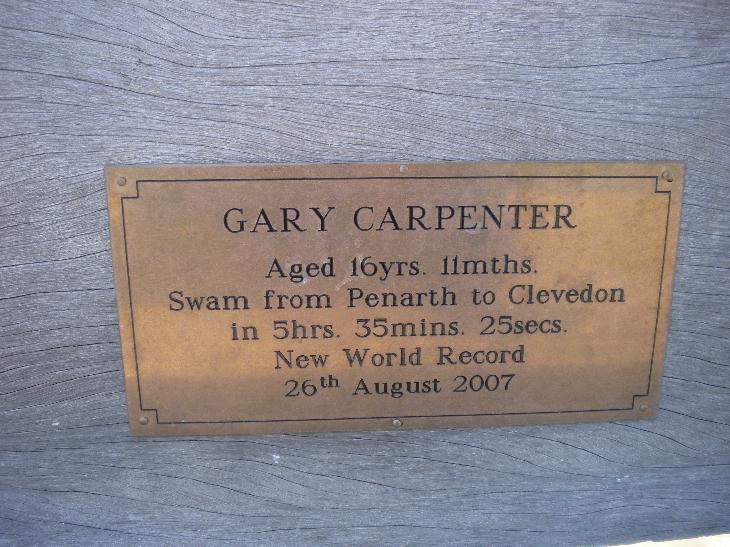 GARY CARPENTER
Aged 16yrs. 11mths.
Swam from Penarth to Clevedon
in 5hrs. 35mins. 25secs.
New World Record
26th August 2007